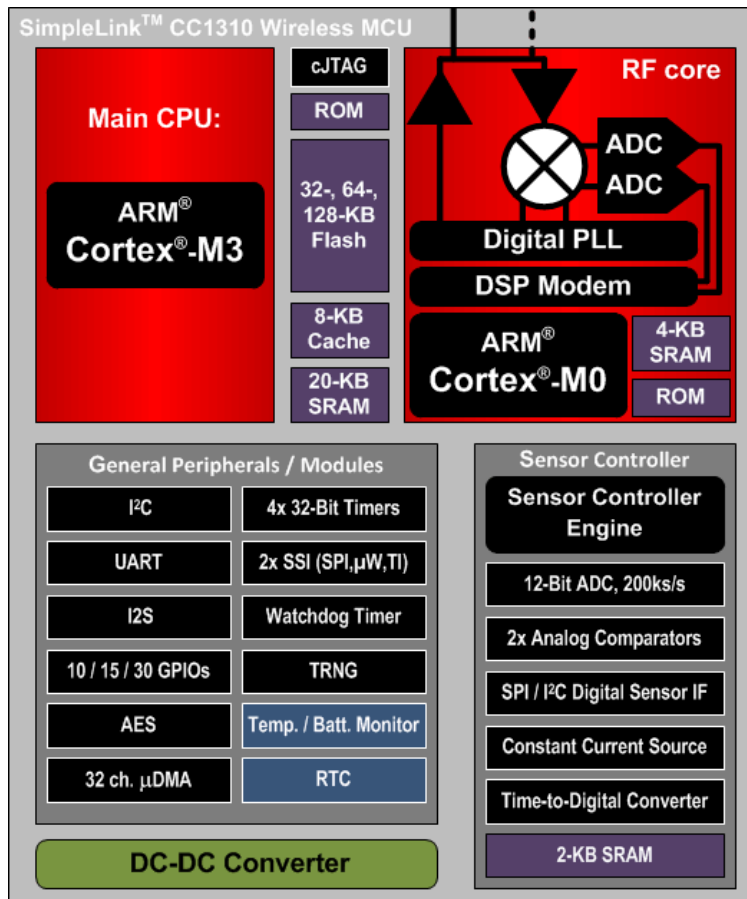 SimpleLink™ CC1310 Wireless MCU
Main CPU:
ARM®
Cortex®-M3
cJTAG
ROM
32-, 64-,
128-KB
Flash
8-KB
Cache
20-KB
SRAM
RF core
ADC
ADC
Digital PLL
DSP Modem
ARM®
Cortex®-M0
4-KB
SRAM
ROM
General Peripherals / Modules
I²C
4x 32-Bit Timers
UART
2x SSI (SPI,µW,TI)
I2S
Watchdog Timer
10 / 15 / 30 GPIOs
TRNG
AES
Temp. / Batt. Monitor
32 ch. µDMA
RTC
DC-DC Converter
Sensor Controller
Sensor Controller
Engine
12-Bit ADC, 200ks/s
2x Analog Comparators
SPI / I²C Digital Sensor IF
Constant Current Source
Time-to-Digital Converter
2-KB SRAM